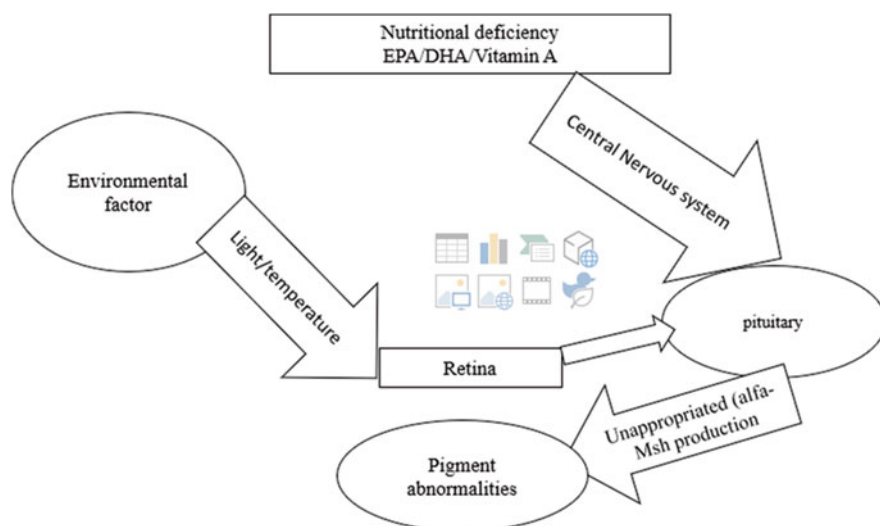 Nutritional deficiency
EPA/DHA/Vitamin A
Central Nervous system
Environmental
factor
Light/temperature
pituitary
Retina
Unappropriated (alfa-
Msh production
Pigment
abnormalities